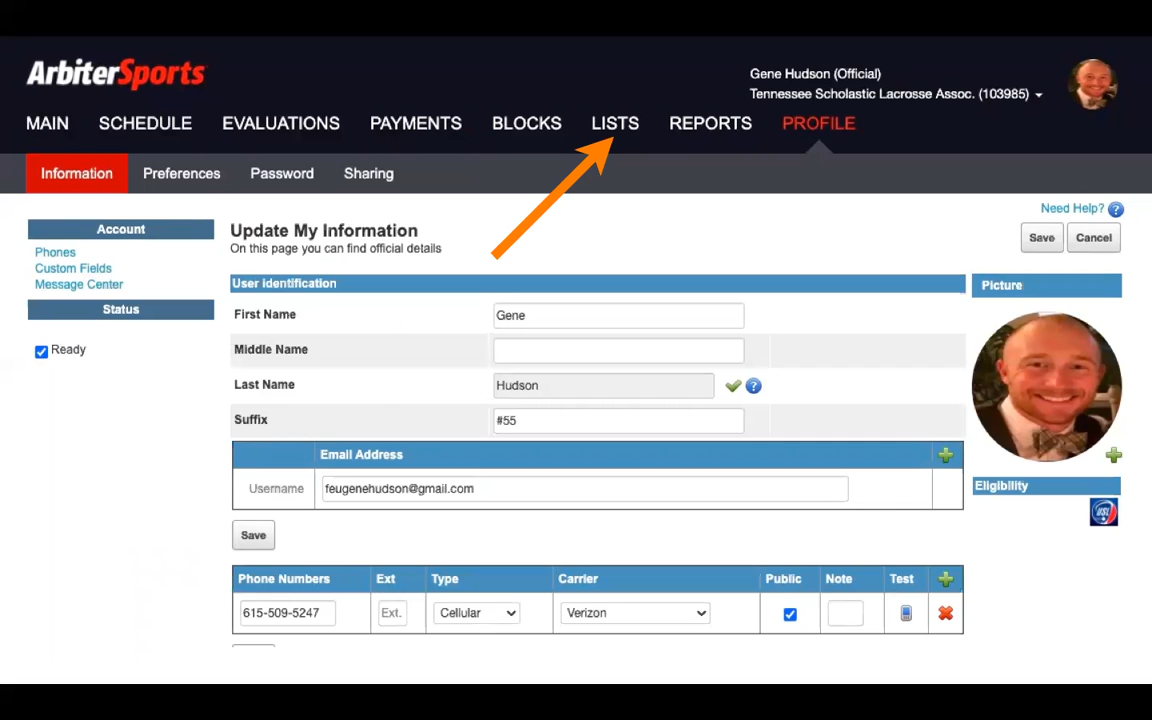 ArbiterSports
Gene Hudson (Official)
Tennessee Scholastic Lacrosse Assoc. (103985)
MAIN SCHEDULE EVALUATIONS PAYMENTS BLOCKS LISTS REPORTS PROFILE
Information Preferences Password Sharing
Need Help? ?
Account
Phones
Custom Fields
Message Center
Status
Ready
Update My Information
On this page you can find official details
Save Cancel
User identification
First Name Gene
Middle Name
Last Name Hudson ?
Suffix #55
Picture
Eligibility
USL
Email Address
Username feugenehudson@gmail.com
Save
Phone Numbers Ext Type Carrier Public Note Test
615-509-5247 Ext. Cellular Verizon